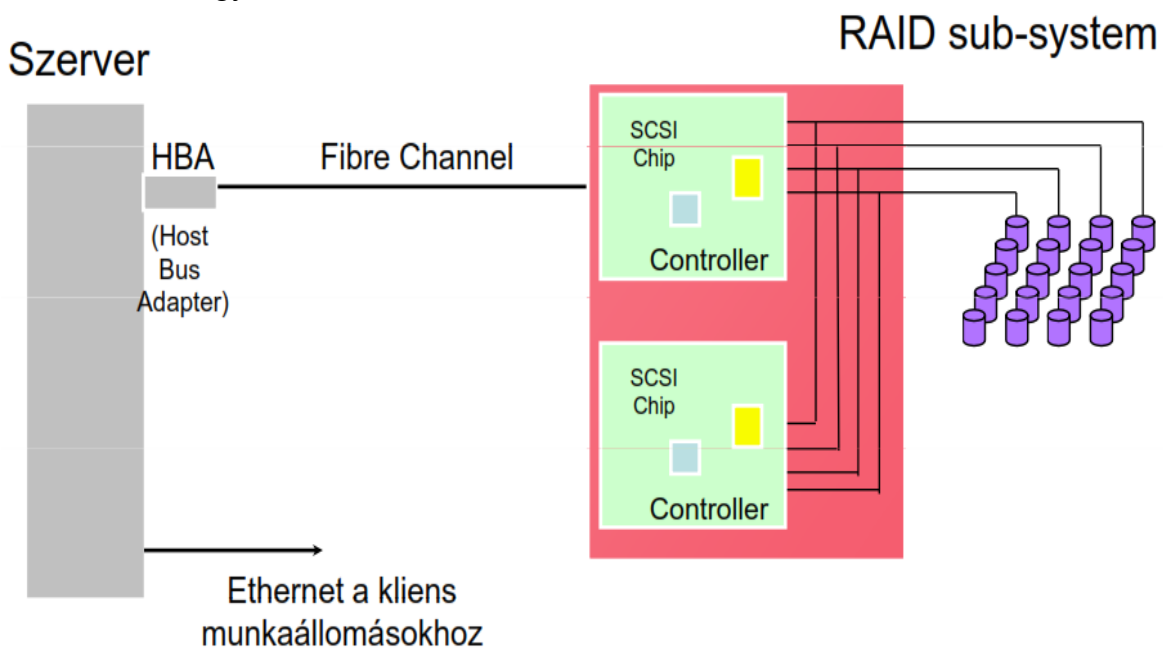 RAID sub-system
Szerver
HBA
(Host
Bus
Adapter)
Fibre Channel
SCSI
Chip
Controller
SCSI
Chip
Controller
Ethernet a kliens
munkaállomásokhoz